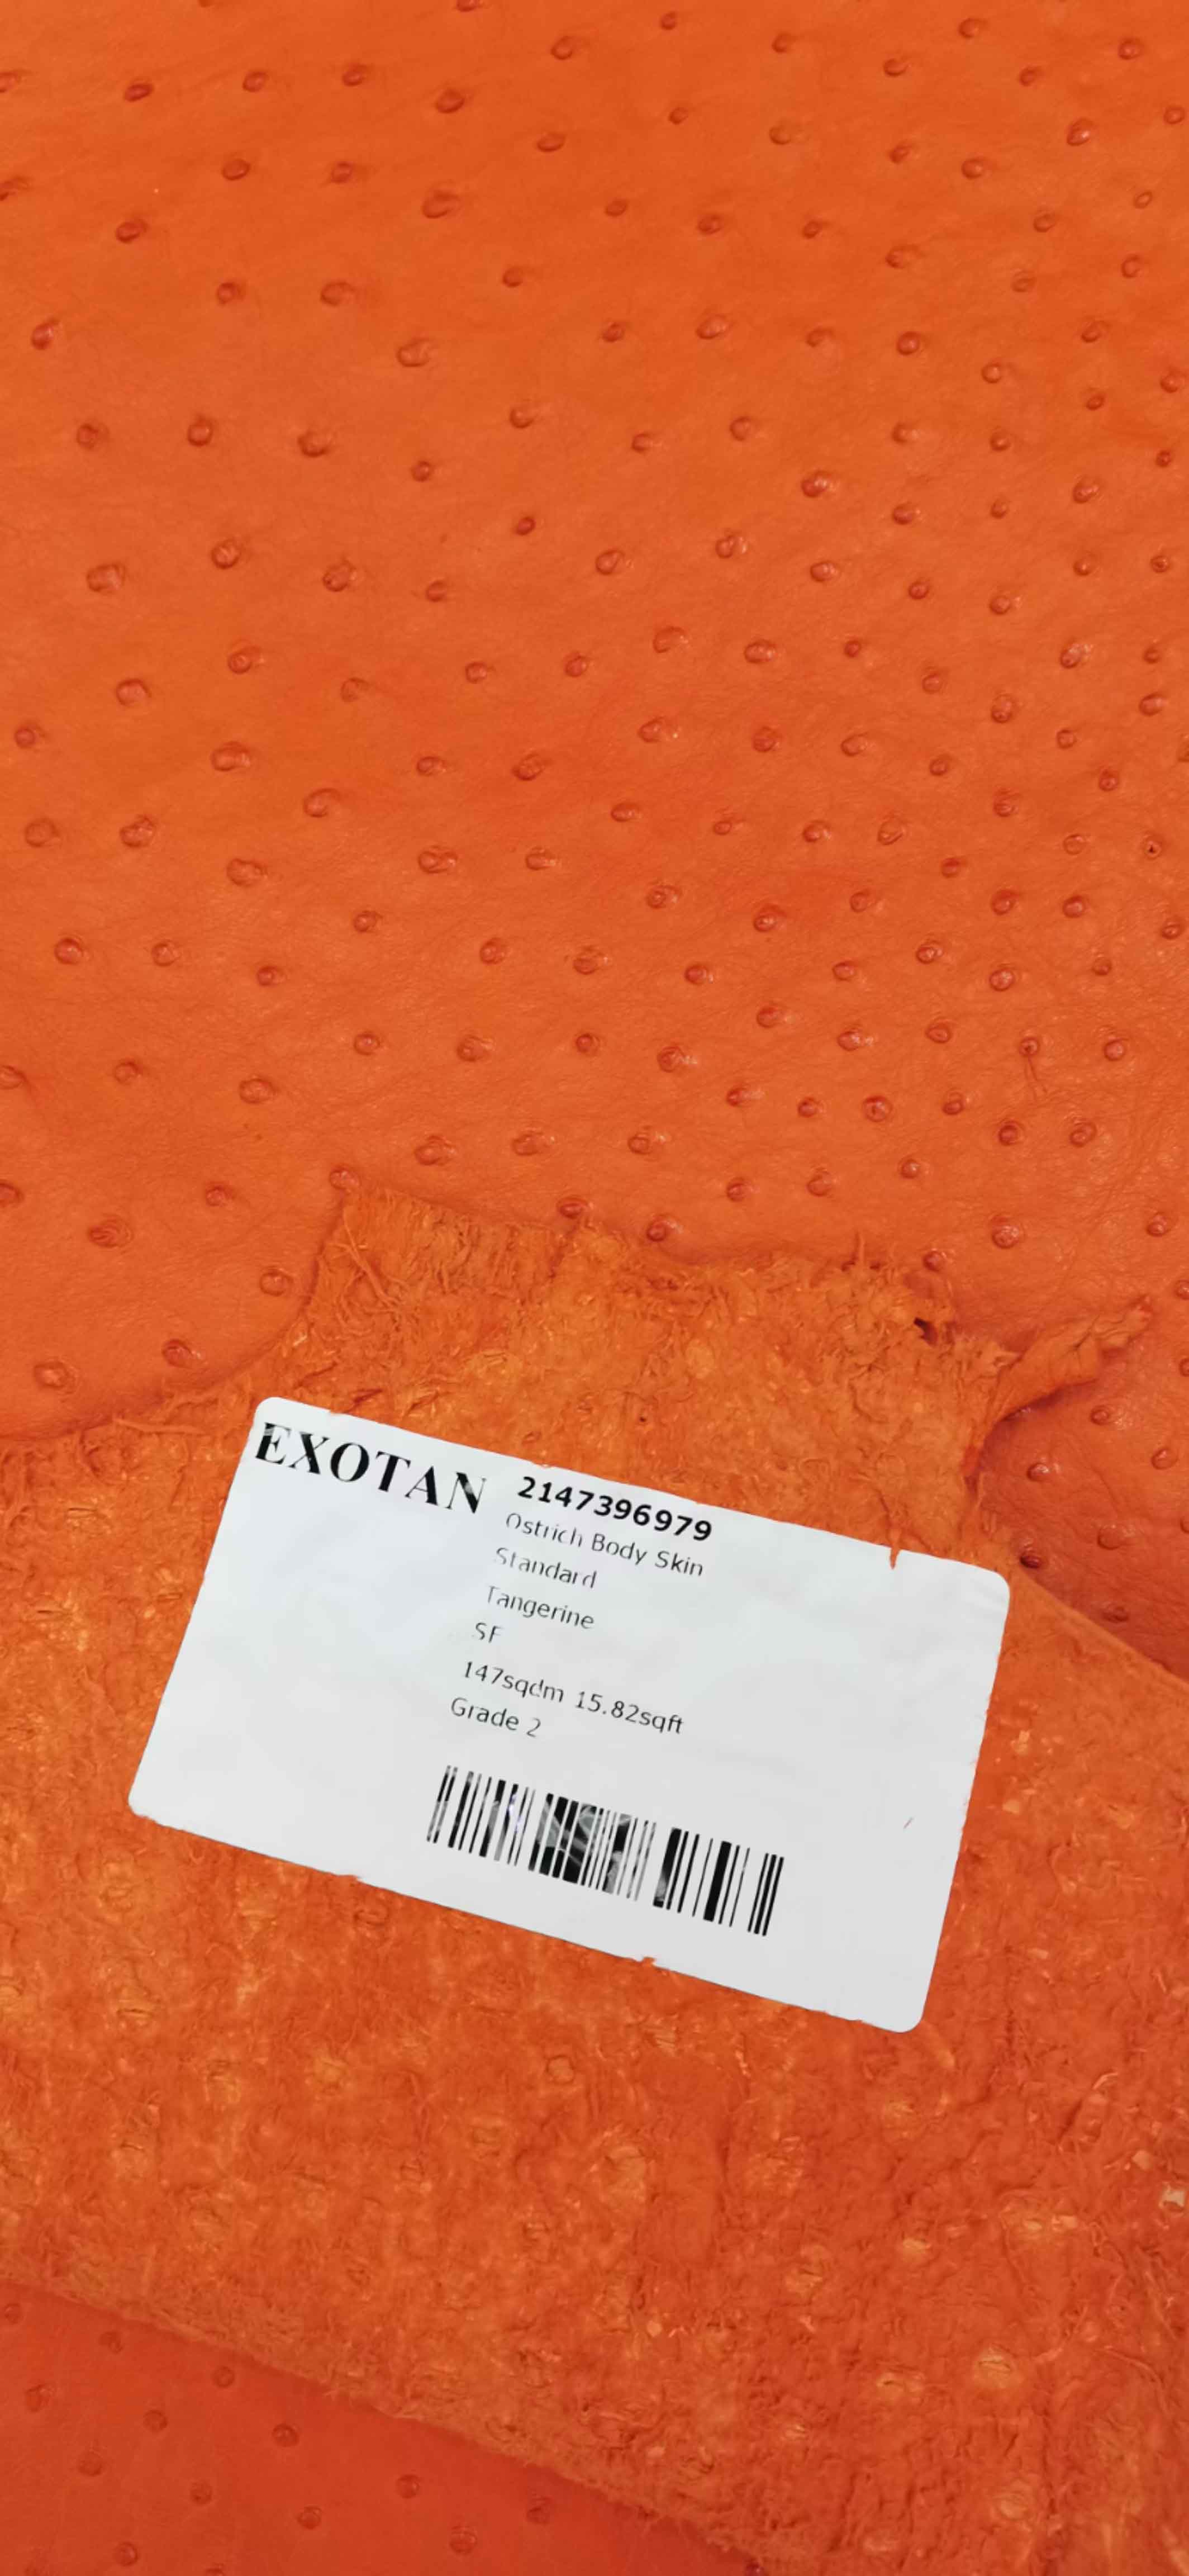 EXOTAN
2147396979
Ostrich Body Skin
Standard
Tangerine
SF
147sqdm 15.82sqft
Grade 2